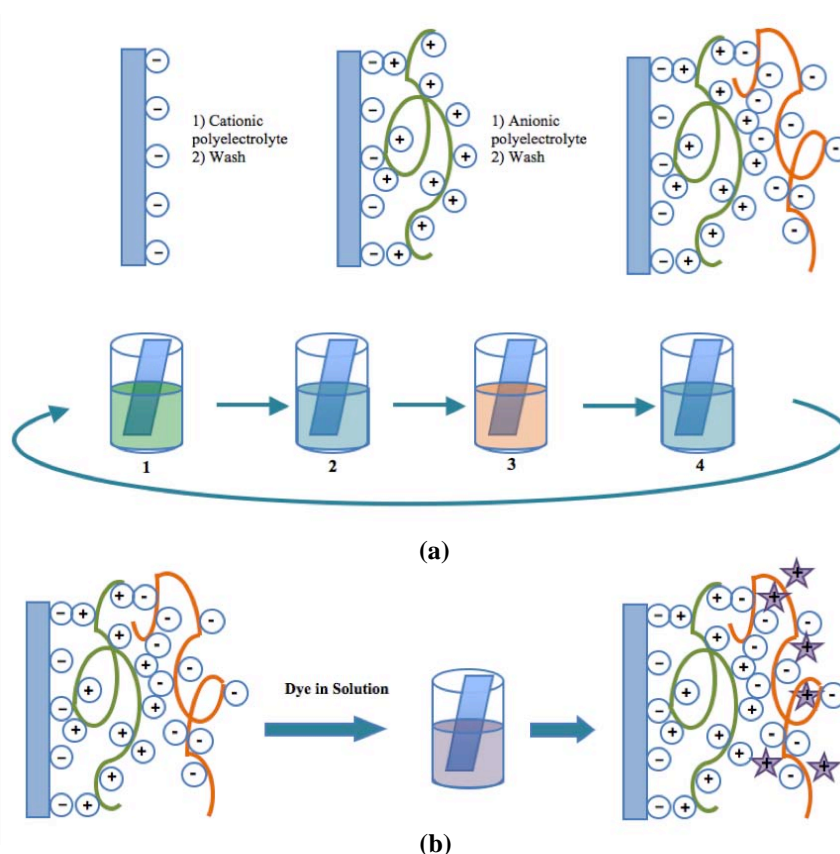 1) Cationic
polyelectrolyte
2) Wash
1) Anionic
polyelectrolyte
2) Wash
1
2
3
4
(a)
Dye in Solution
(b)